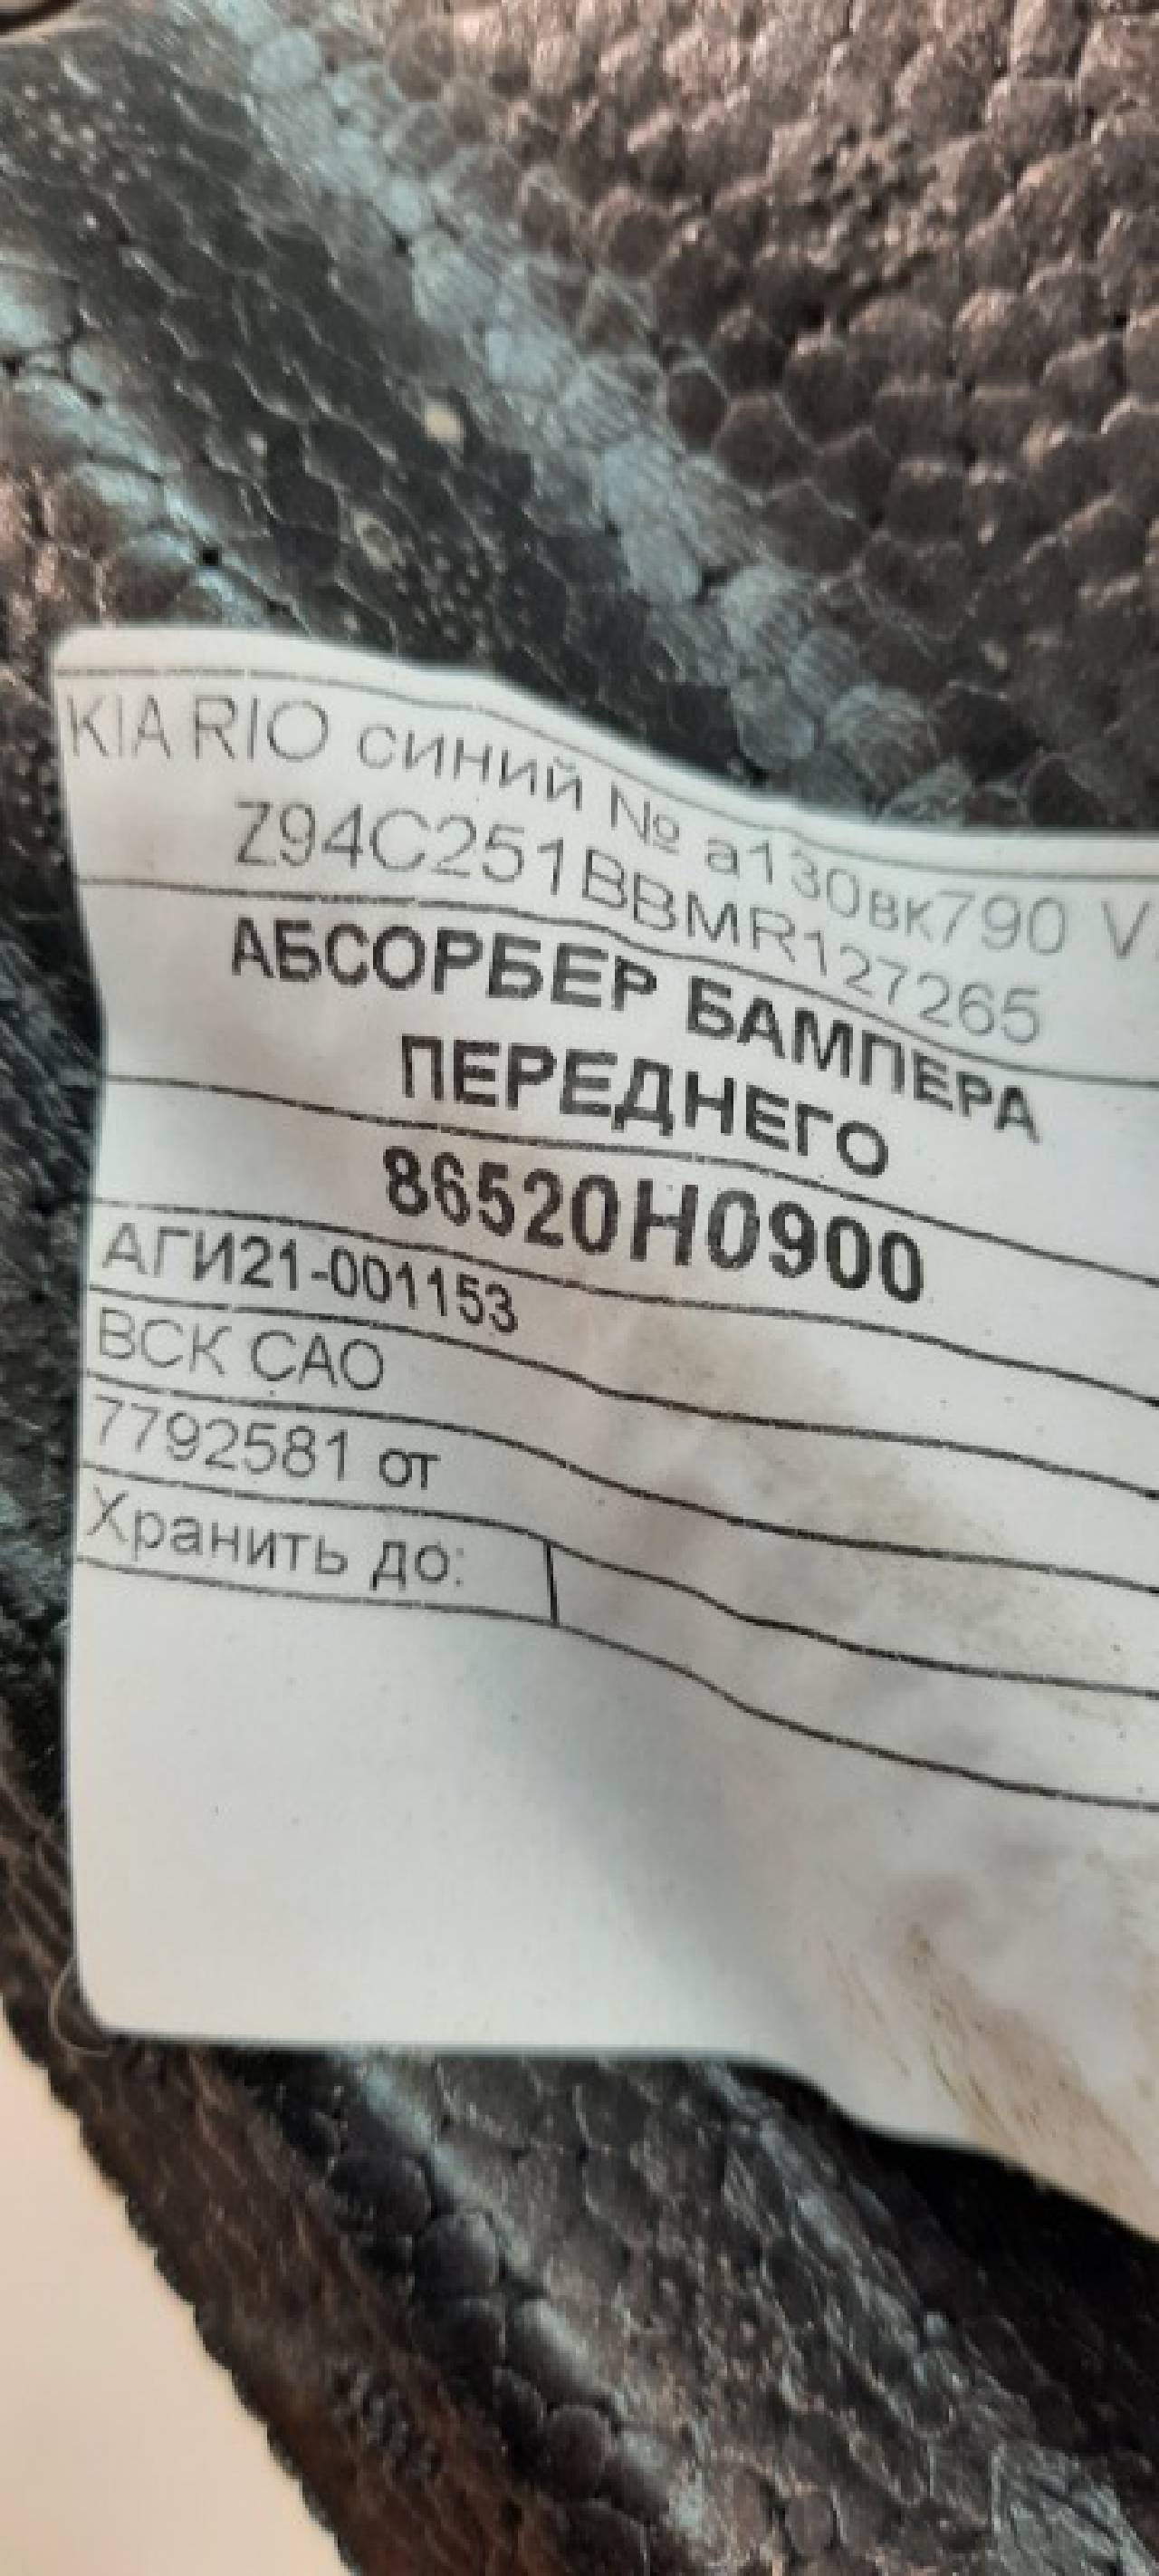 KIA RIO синий № а130вк790 V
Z94C251BBMR127265
АБСОРБЕР БАМПЕРА
ПЕРЕДНЕГО
86520H0900
АГИ21-001153
ВСК САО
7792581 от
Хранить до: